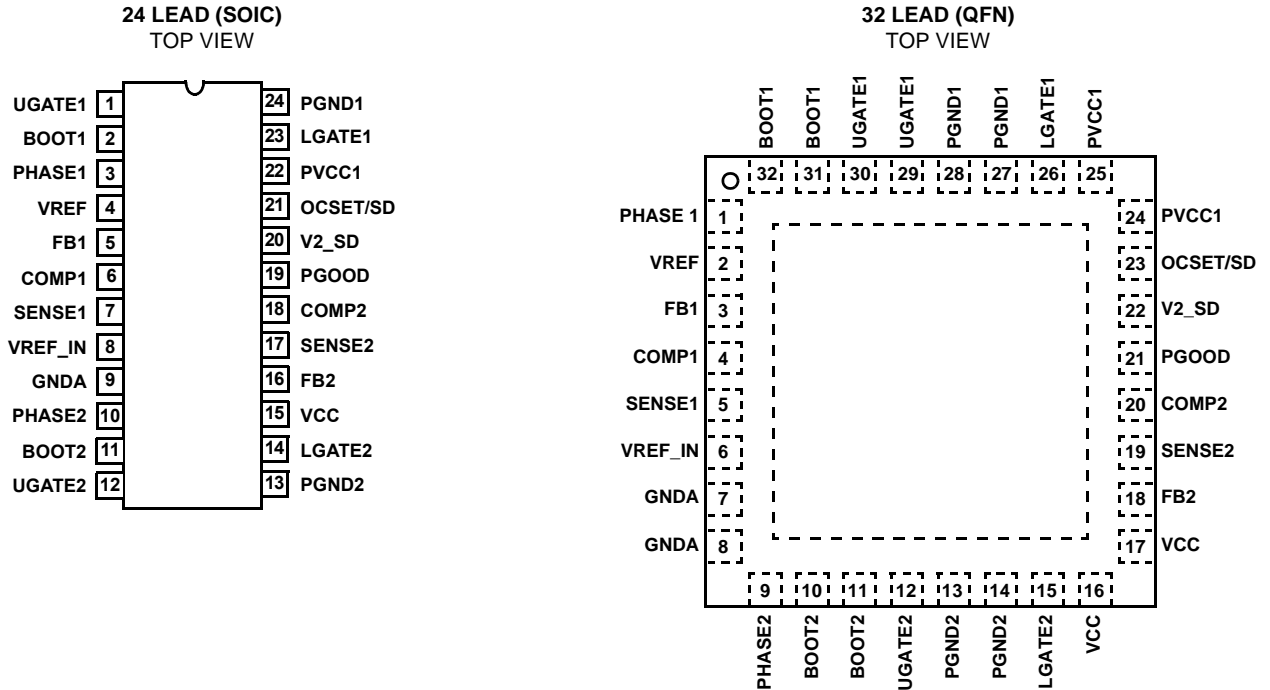 24 LEAD (SOIC)
TOP VIEW
UGATE1 1
BOOT1 2
PHASE1 3
VREF 4
FB1 5
COMP1 6
SENSE1 7
VREF_IN 8
GNDA 9
PHASE2 10
BOOT2 11
UGATE2 12
24 PGND1
23 LGATE1
22 PVCC1
21 OCSET/SD
20 V2_SD
19 PGOOD
18 COMP2
17 SENSE2
16 FB2
15 VCC
14 LGATE2
13 PGND2
32 LEAD (QFN)
TOP VIEW
BOOT1 BOOT1 UGATE1 UGATE1 PGND1 PGND1 LGATE1 PVCC1
32 31 30 29 28 27 26 25
PHASE 1 1
VREF 2
FB1 3
COMP1 4
SENSE1 5
VREF_IN 6
GNDA 7
GNDA 8
24 PVCC1
23 OCSET/SD
22 V2_SD
21 PGOOD
20 COMP2
19 SENSE2
18 FB2
17 VCC
9 10 11 12 13 14 15 16
PHASE2 BOOT2 BOOT2 UGATE2 PGND2 PGND2 LGATE2 VCC